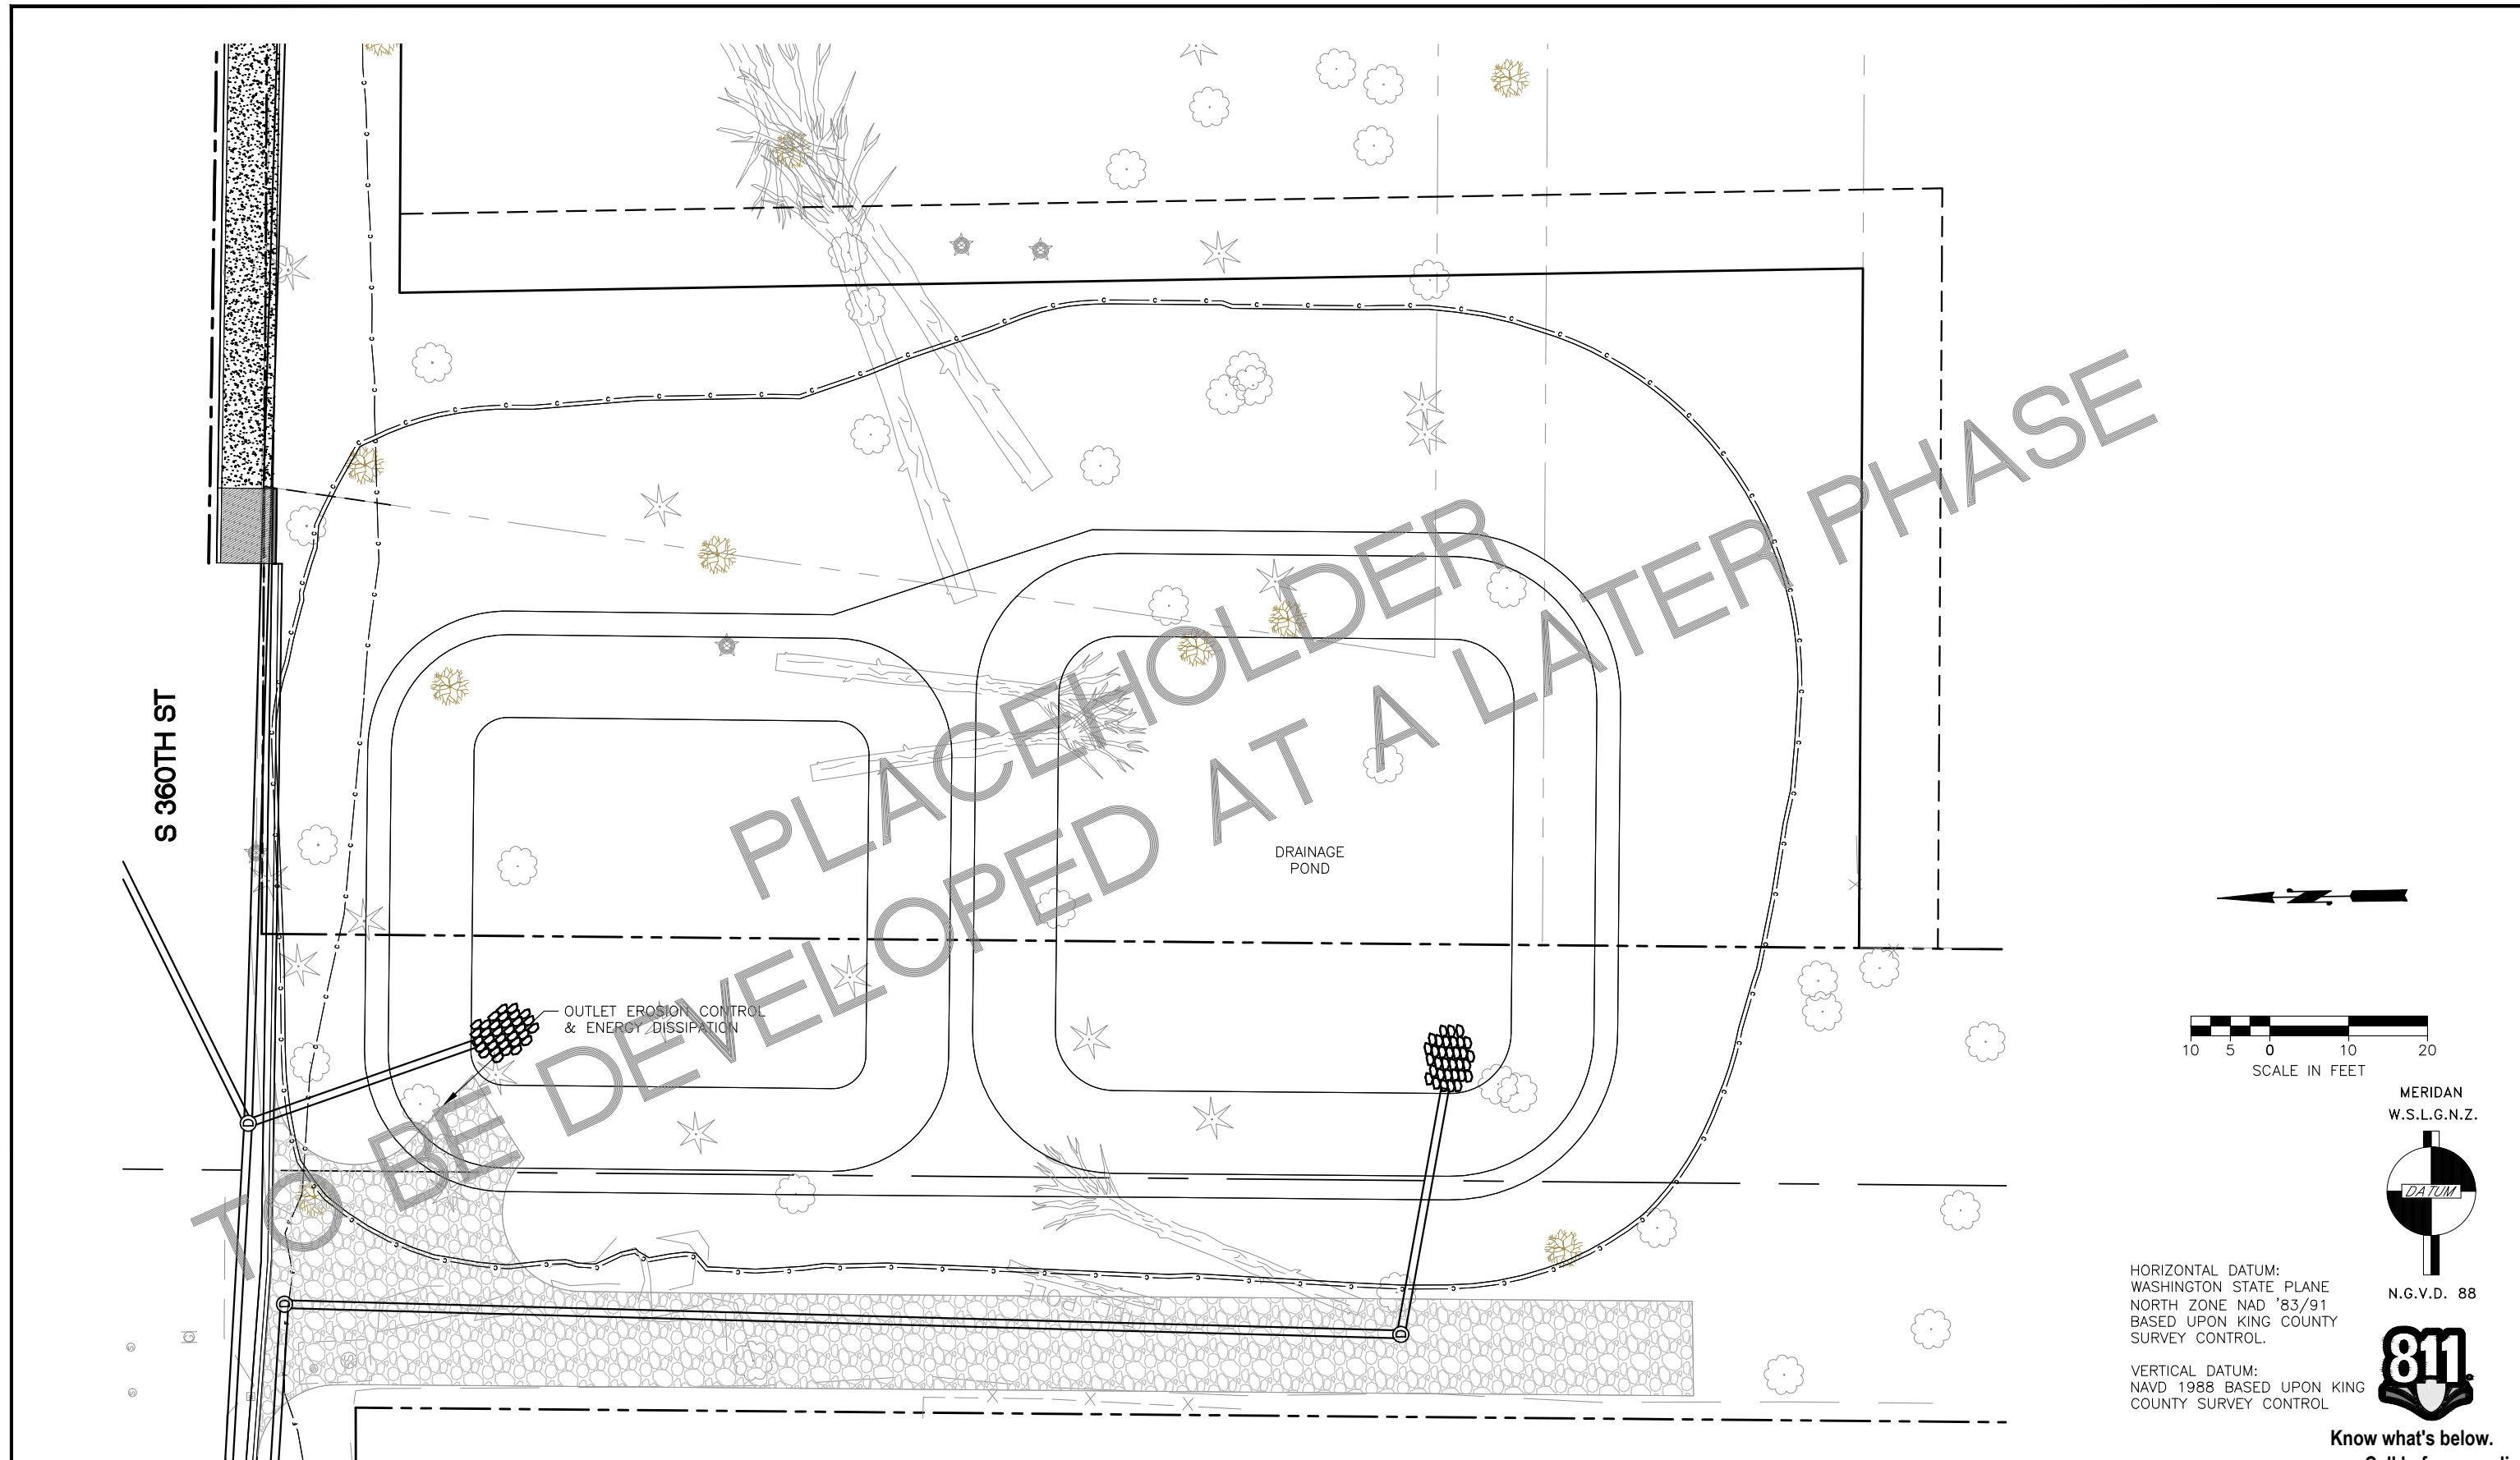 S 360TH ST
PLACEHOLDER
TO BE DEVELOPED AT A LATER PHASE
DRAINAGE
POND
OUTLET EROSION CONTROL
& ENERGY DISSIPATION
10 5 0 10 20
SCALE IN FEET
MERIDAN
W.S.L.G.N.Z.
DATUM
N.G.V.D. 88
HORIZONTAL DATUM:
WASHINGTON STATE PLANE
NORTH ZONE NAD '83/91
BASED UPON KING COUNTY
SURVEY CONTROL.
VERTICAL DATUM:
NAVD 1988 BASED UPON KING
COUNTY SURVEY CONTROL
811
Know what's below.